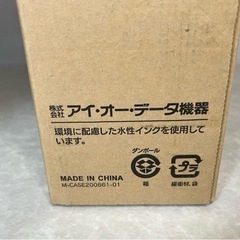 株式会社 アイ・オー・データ機器
環境に配慮した水性インクを使用して
います。
ダンボール
箱
プラ
緩衝材、袋
MADE IN CHINA
M-CASE200661-01